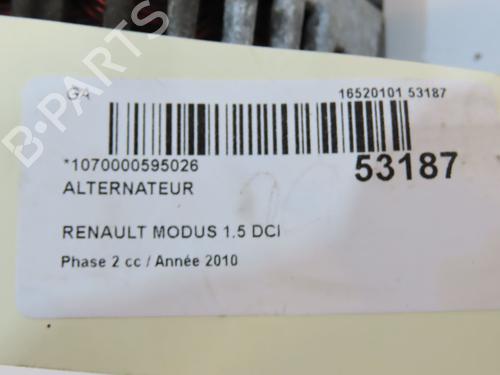 GA 16520101 53187
*1070000595026 53187
ALTERNATEUR
RENAULT MODUS 1.5 DCI
Phase 2 cc / Année 2010
B-PARTS